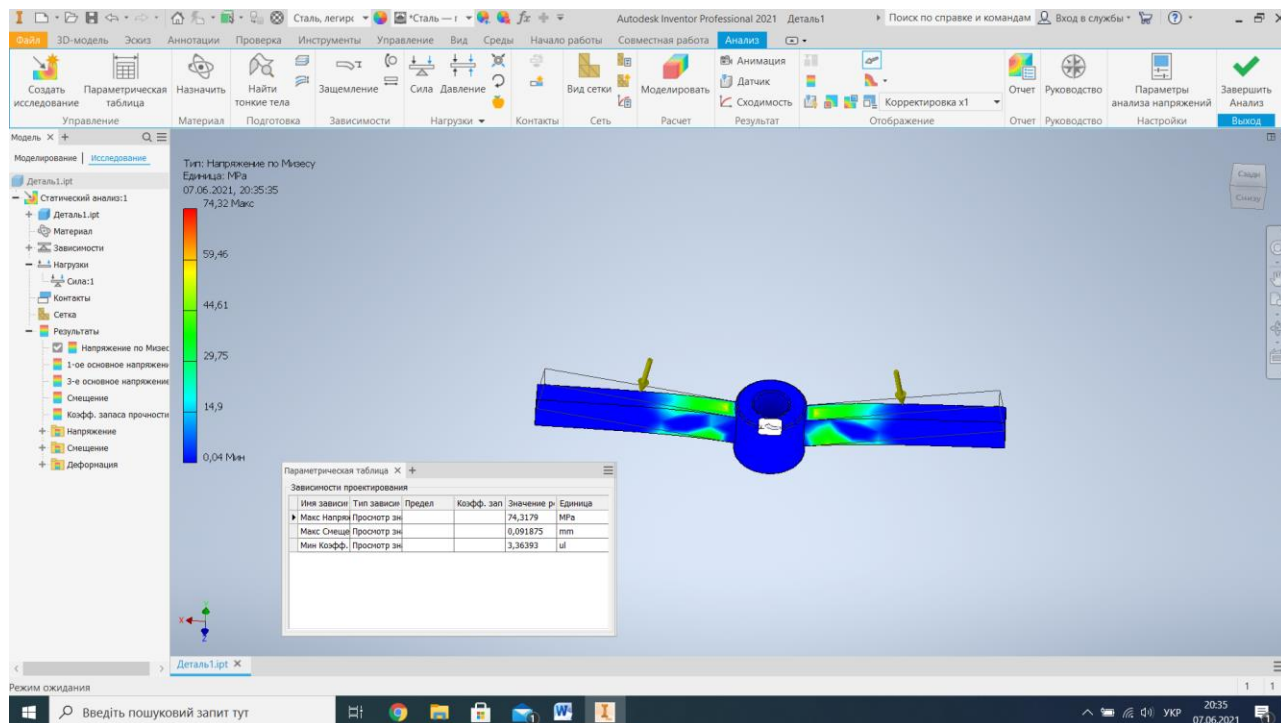 Сталь, легиро
*Сталь — г
Autodesk Inventor Professional 2021 Деталь1
Поиск по справке и командам
Вход в службы
Файл 3D-модель Эскиз Аннотации Проверка Инструменты Управление Вид Среды Начало работы Совместная работа Анализ
Создать исследование
Параметрическая таблица
Назначить
Найти тонкие тела
Защемление
Сила
Давление
Вид сетки
Моделировать
Анимация
Датчик
Сходимость
Корректировка x1
Отчет
Руководство
Параметры анализа напряжений
Завершить Анализ
Управление Материал Подготовка Зависимости Нагрузки Контакты Сеть Расчет Результат Отображение Отчет Руководство Настройки Выход
Модель × +
Моделирование | Исследование
Деталь1.ipt
Статический анализ:1
Деталь1.ipt
Материал
Зависимости
Нагрузки
Сила:1
Контакты
Сетка
Результаты
Напряжение по Мизес
1-ое основное напряжени
3-е основное напряжение
Смещение
Коэфф. запаса прочности
Напряжение
Смещение
Деформация
Тип: Напряжение по Мизесу
Единица: MPa
07.06.2021, 20:35:35
74,32 Макс
59,46
44,61
29,75
14,9
0,04 Мин
Сзади
Снизу
Параметрическая таблица × +
Зависимости проектирования
Имя зависи Тип зависи Предел Коэфф. зап Значение р Единица
Макс Напря Просмотр зн 74,3179 MPa
Макс Смеще Просмотр зн 0,091875 mm
Мин Коэфф. Просмотр зн 3,36393 ul
Y
X
Z
Деталь1.ipt ×
Режим ожидания
1 1
Введіть пошуковий запит тут
УКР
20:35
07.06.2021